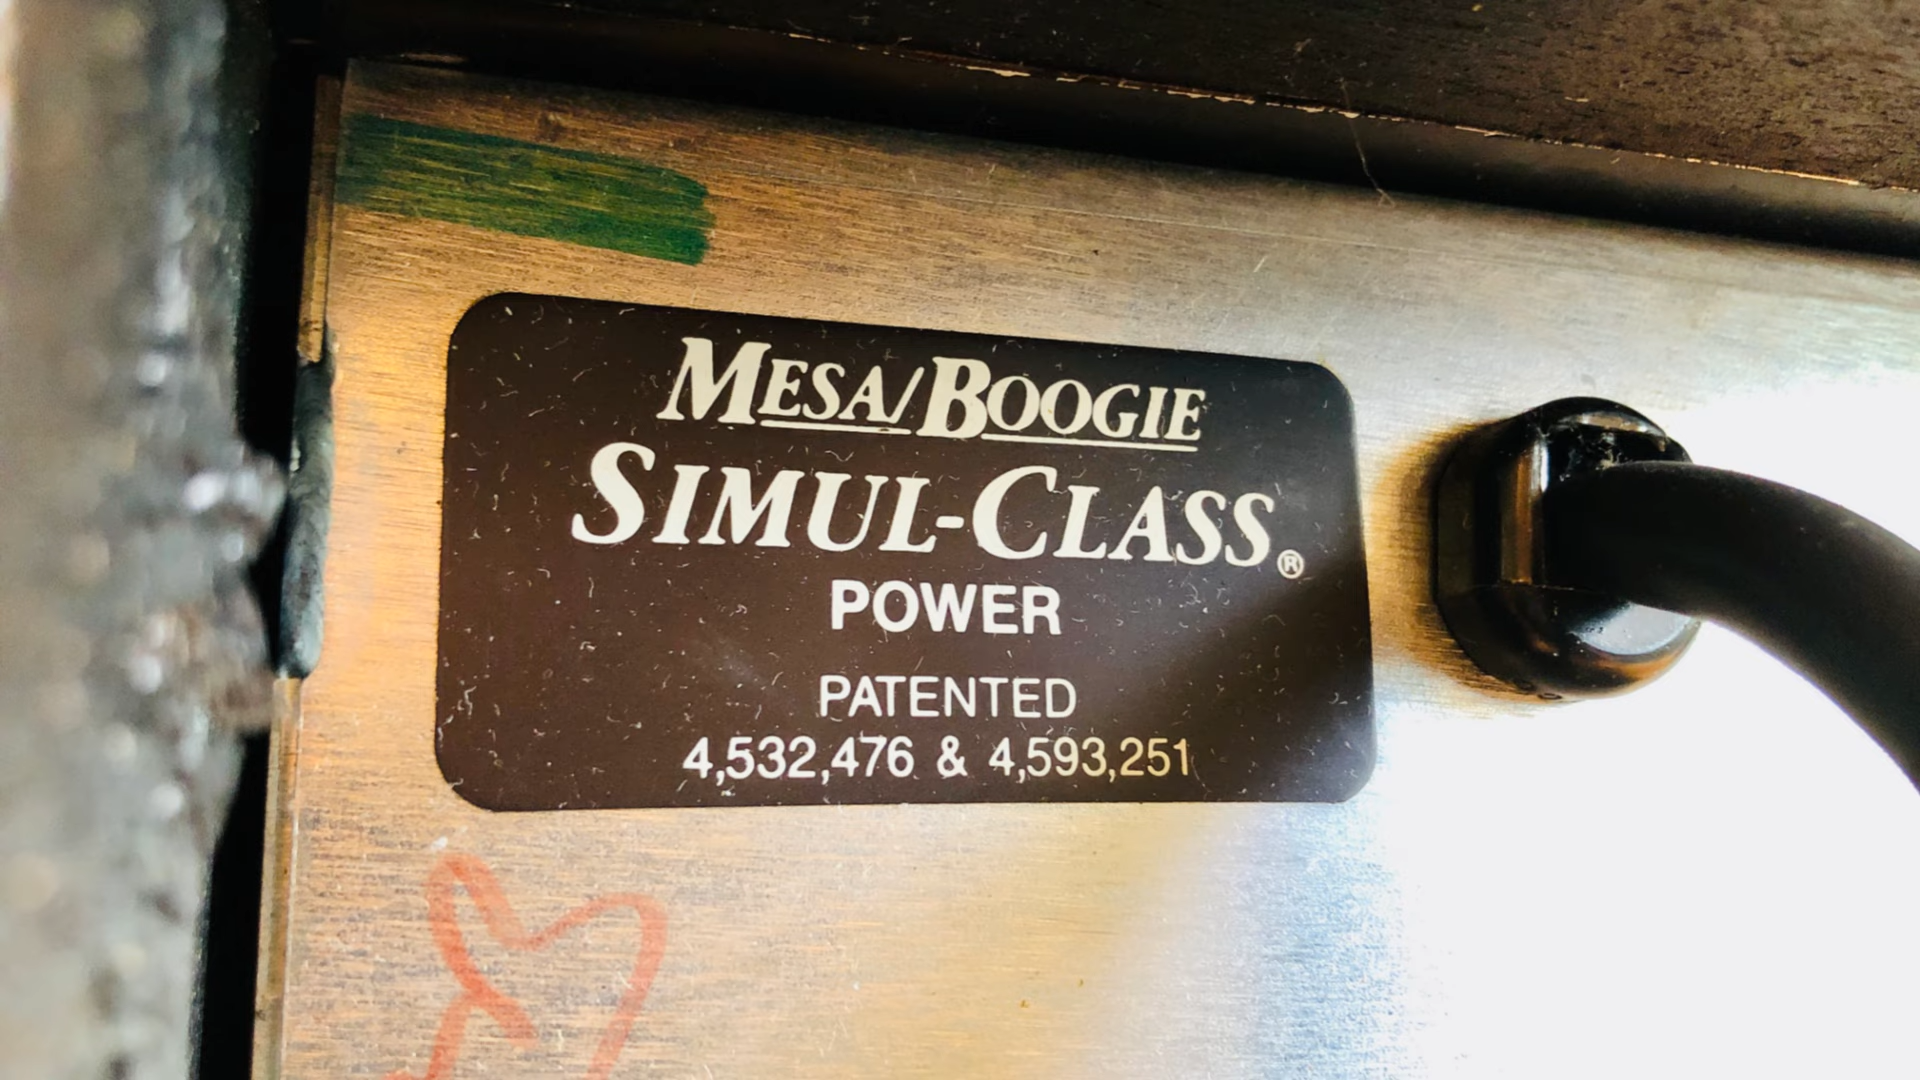 MESA/BOOGIE
SIMUL-CLASS®
POWER
PATENTED
4,532,476 & 4,593,251